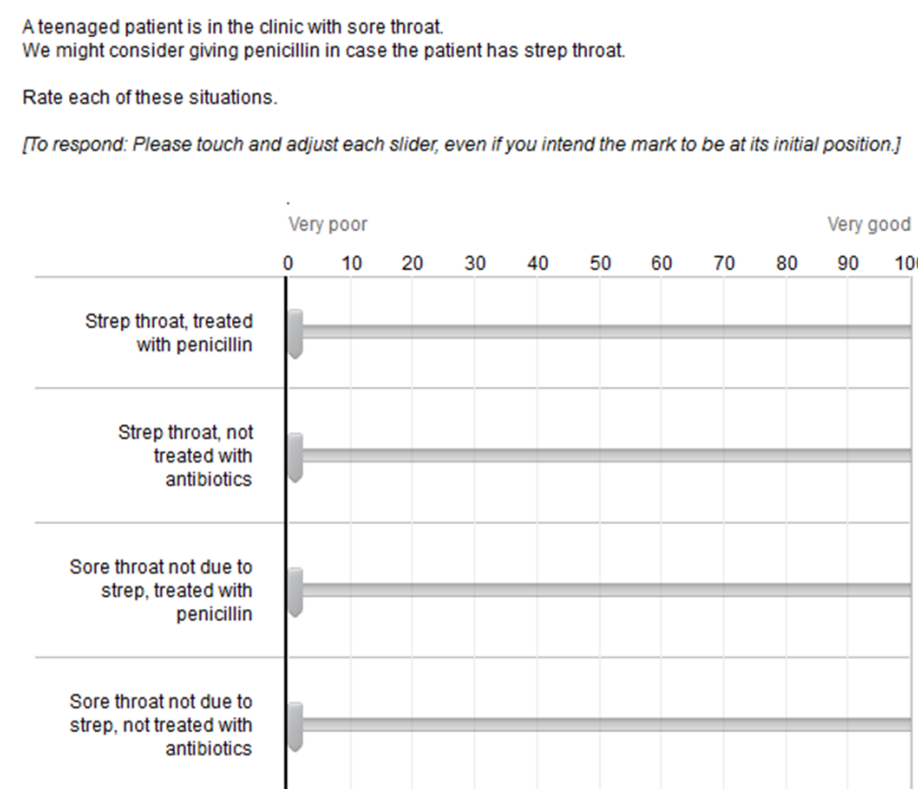 A teenaged patient is in the clinic with sore throat.
We might consider giving penicillin in case the patient has strep throat.
Rate each of these situations.
[To respond: Please touch and adjust each slider, even if you intend the mark to be at its initial position.]
.
Very poor Very good
0 10 20 30 40 50 60 70 80 90 10
Strep throat, treated
with penicillin
Strep throat, not
treated with
antibiotics
Sore throat not due to
strep, treated with
penicillin
Sore throat not due to
strep, not treated with
antibiotics